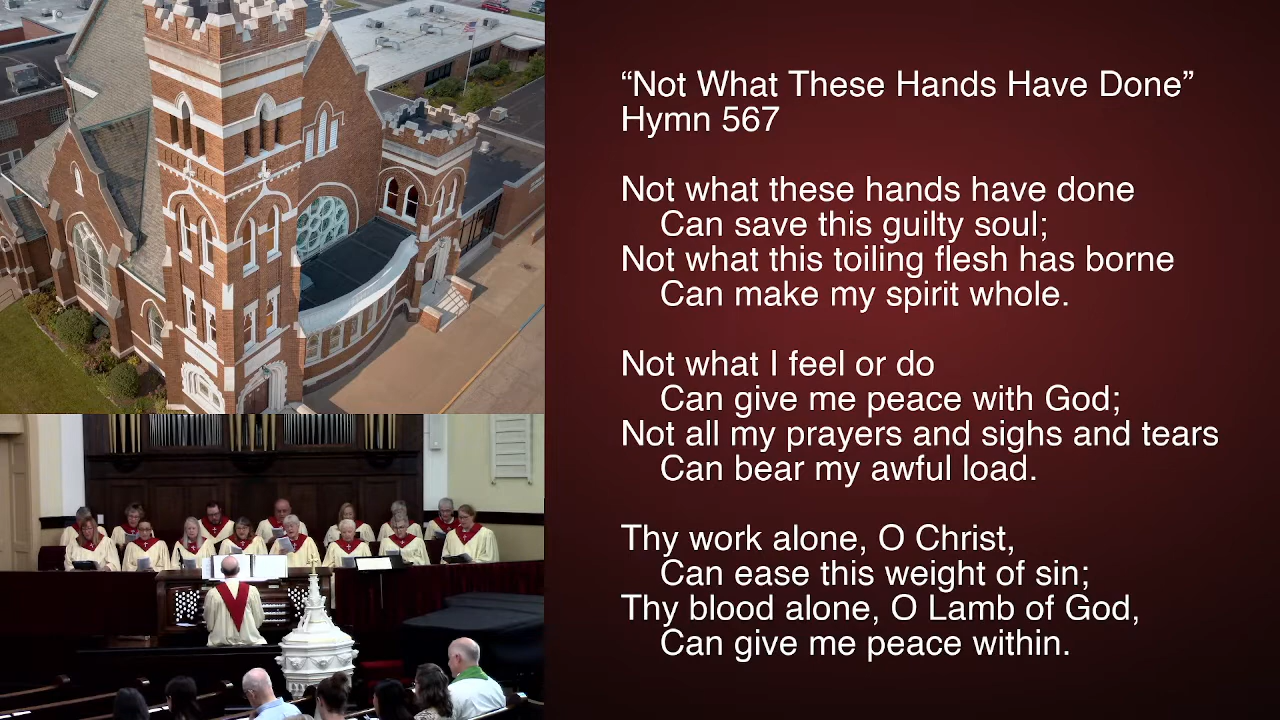 “Not What These Hands Have Done”
Hymn 567
Not what these hands have done
Can save this guilty soul;
Not what this toiling flesh has borne
Can make my spirit whole.
Not what I feel or do
Can give me peace with God;
Not all my prayers and sighs and tears
Can bear my awful load.
Thy work alone, O Christ,
Can ease this weight of sin;
Thy blood alone, O Lamb of God,
Can give me peace within.